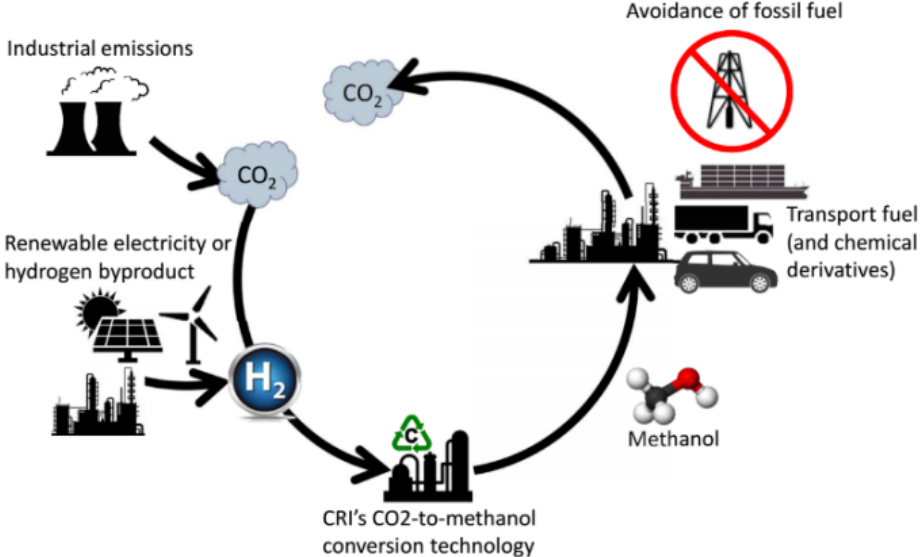 Avoidance of fossil fuel
Industrial emissions
CO₂
CO₂
Renewable electricity or
hydrogen byproduct
Transport fuel
(and chemical
derivatives)
H₂
Methanol
C
CRI's CO2-to-methanol
conversion technology